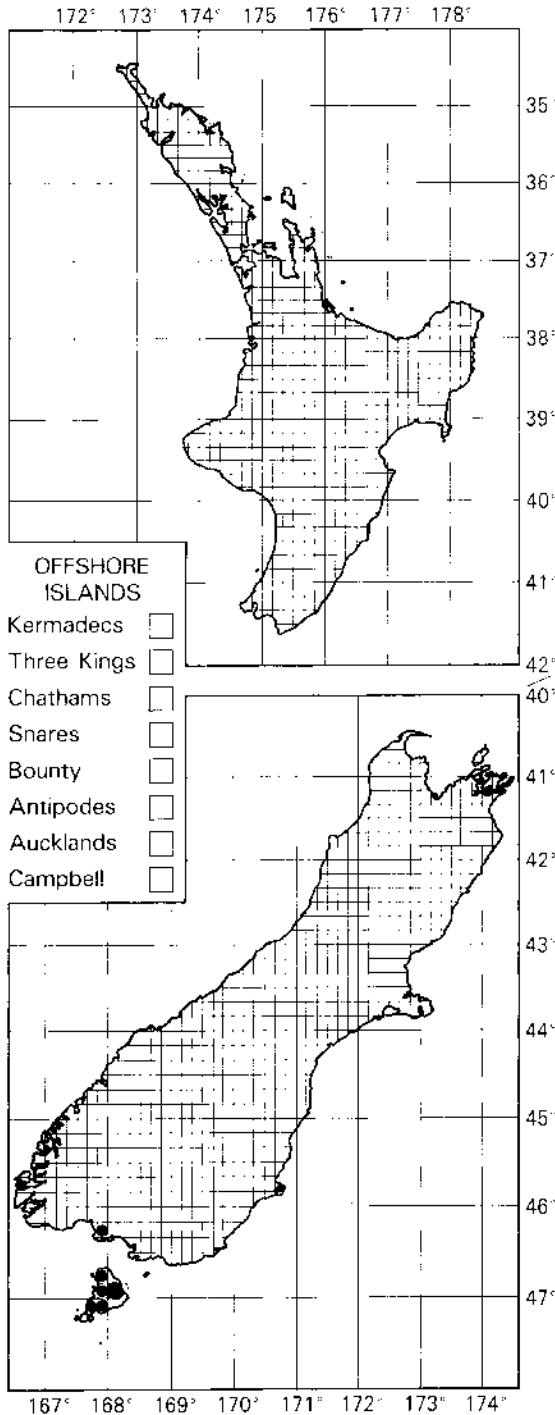 172° 173° 174° 175° 176° 177° 178°
35°
36°
37°
38°
39°
40°
41°
42°
OFFSHORE
ISLANDS
Kermadecs
Three Kings
Chathams
Snares
Bounty
Antipodes
Aucklands
Campbell
40°
41°
42°
43°
44°
45°
46°
47°
167° 168° 169° 170° 171° 172° 173° 174°